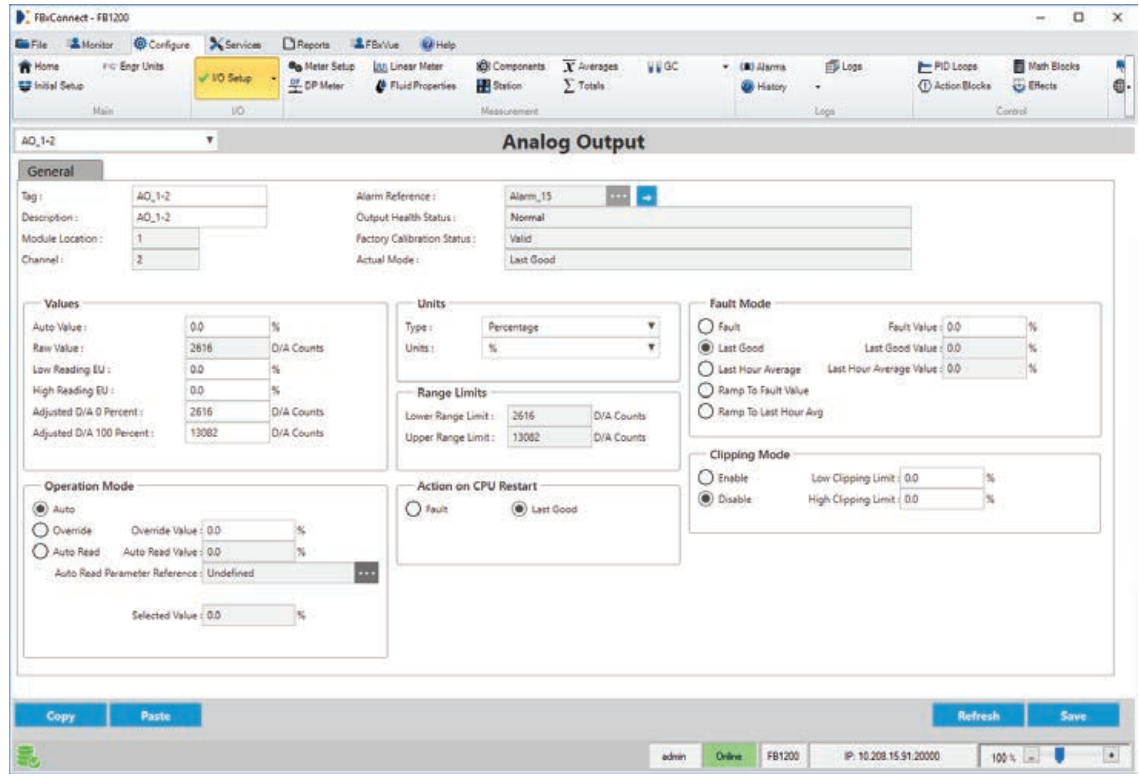 FBxConnect - FB1200
File Monitor Configure Services Reports FBxVue Help
Home Engr Units I/O Setup Meter Setup Linear Meter Components Averages GC Alarms Logs PID Loops Math Blocks
Initial Setup DP Meter Fluid Properties Station Totals History Action Blocks Effects
Main I/O Measurement Logs Control
AO_1-2 Analog Output
General
Tag : AO_1-2 Alarm Reference : Alarm_15
Description : AO_1-2 Output Health Status : Normal
Module Location : 1 Factory Calibration Status : Valid
Channel : 2 Actual Mode : Last Good
Values
Auto Value : 0.0 %
Raw Value : 2616 D/A Counts
Low Reading EU : 0.0 %
High Reading EU : 0.0 %
Adjusted D/A 0 Percent : 2616 D/A Counts
Adjusted D/A 100 Percent : 13082 D/A Counts
Units
Type : Percentage
Units : %
Range Limits
Lower Range Limit : 2616 D/A Counts
Upper Range Limit : 13082 D/A Counts
Fault Mode
Fault Fault Value : 0.0 %
Last Good Last Good Value : 0.0 %
Last Hour Average Last Hour Average Value : 0.0 %
Ramp To Fault Value
Ramp To Last Hour Avg
Operation Mode
Auto
Override Override Value : 0.0 %
Auto Read Auto Read Value : 0.0 %
Auto Read Parameter Reference : Undefined
Selected Value : 0.0 %
Action on CPU Restart
Fault Last Good
Clipping Mode
Enable Low Clipping Limit : 0.0 %
Disable High Clipping Limit : 0.0 %
Copy Paste Refresh Save
admin Online FB1200 IP: 10.208.15.91:20000 100 %